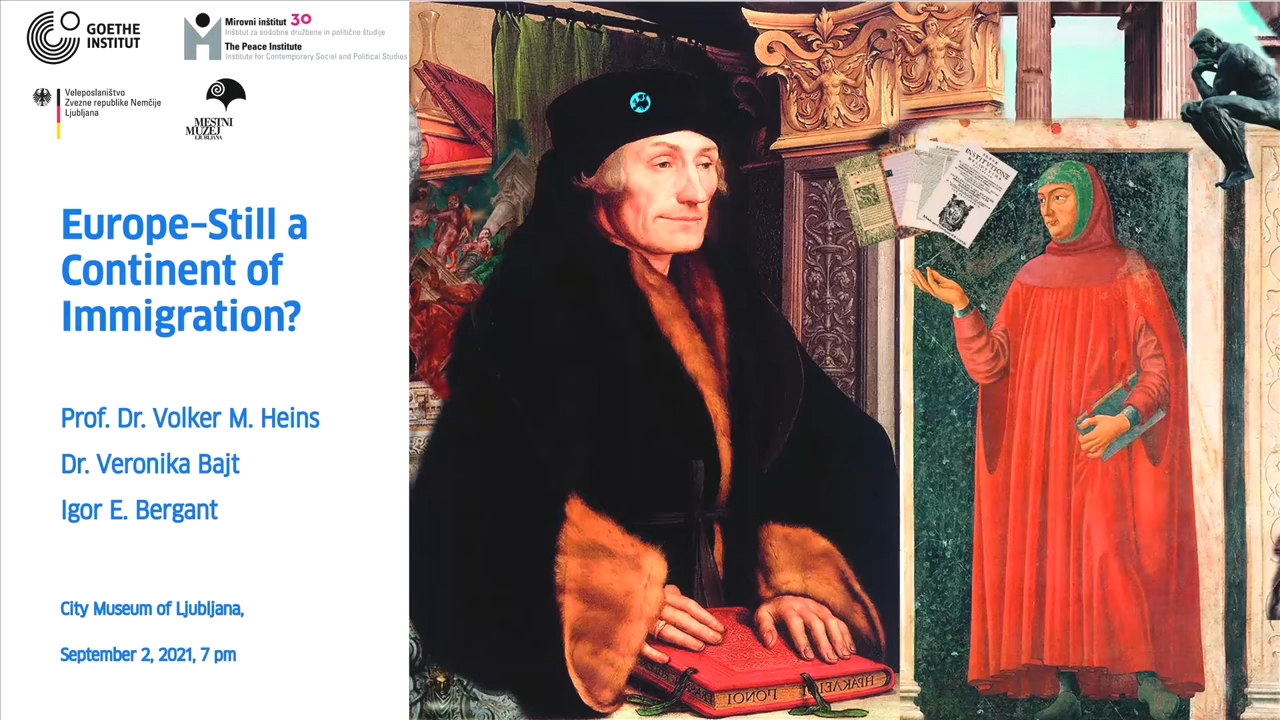 GOETHE
INSTITUT
Mirovni inštitut 30
Inštitut za sodobne družbene in politične študije
The Peace Institute
Institute for Contemporary Social and Political Studies
Veleposlaništvo
Zvezne republike Nemčije
Ljubljana
MESTNI
MUZEJ
LJUBLJANA
Europe–Still a
Continent of
Immigration?
Prof. Dr. Volker M. Heins
Dr. Veronika Bajt
Igor E. Bergant
City Museum of Ljubljana,
September 2, 2021, 7 pm
INSTITVTIONE